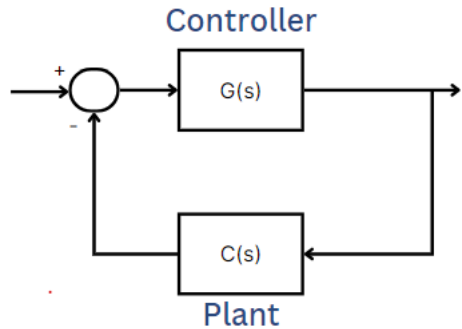 Controller
+
G(s)
-
C(s)
Plant